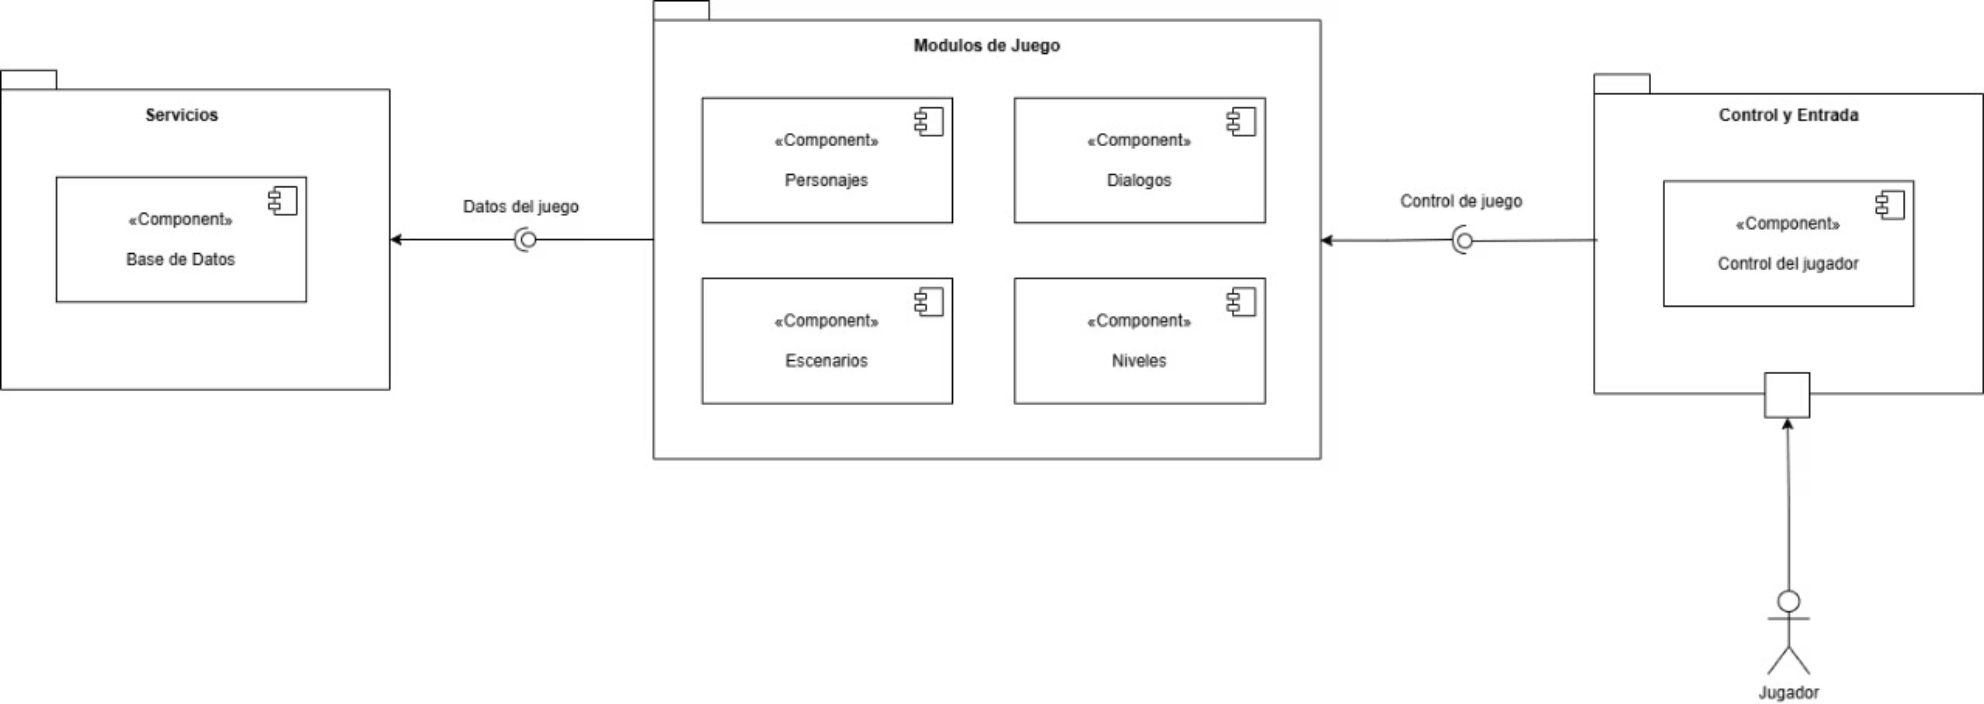 Servicios
«Component»
Base de Datos
Datos del juego
Modulos de Juego
«Component»
Personajes
«Component»
Dialogos
«Component»
Escenarios
«Component»
Niveles
Control de juego
Control y Entrada
«Component»
Control del jugador
Jugador